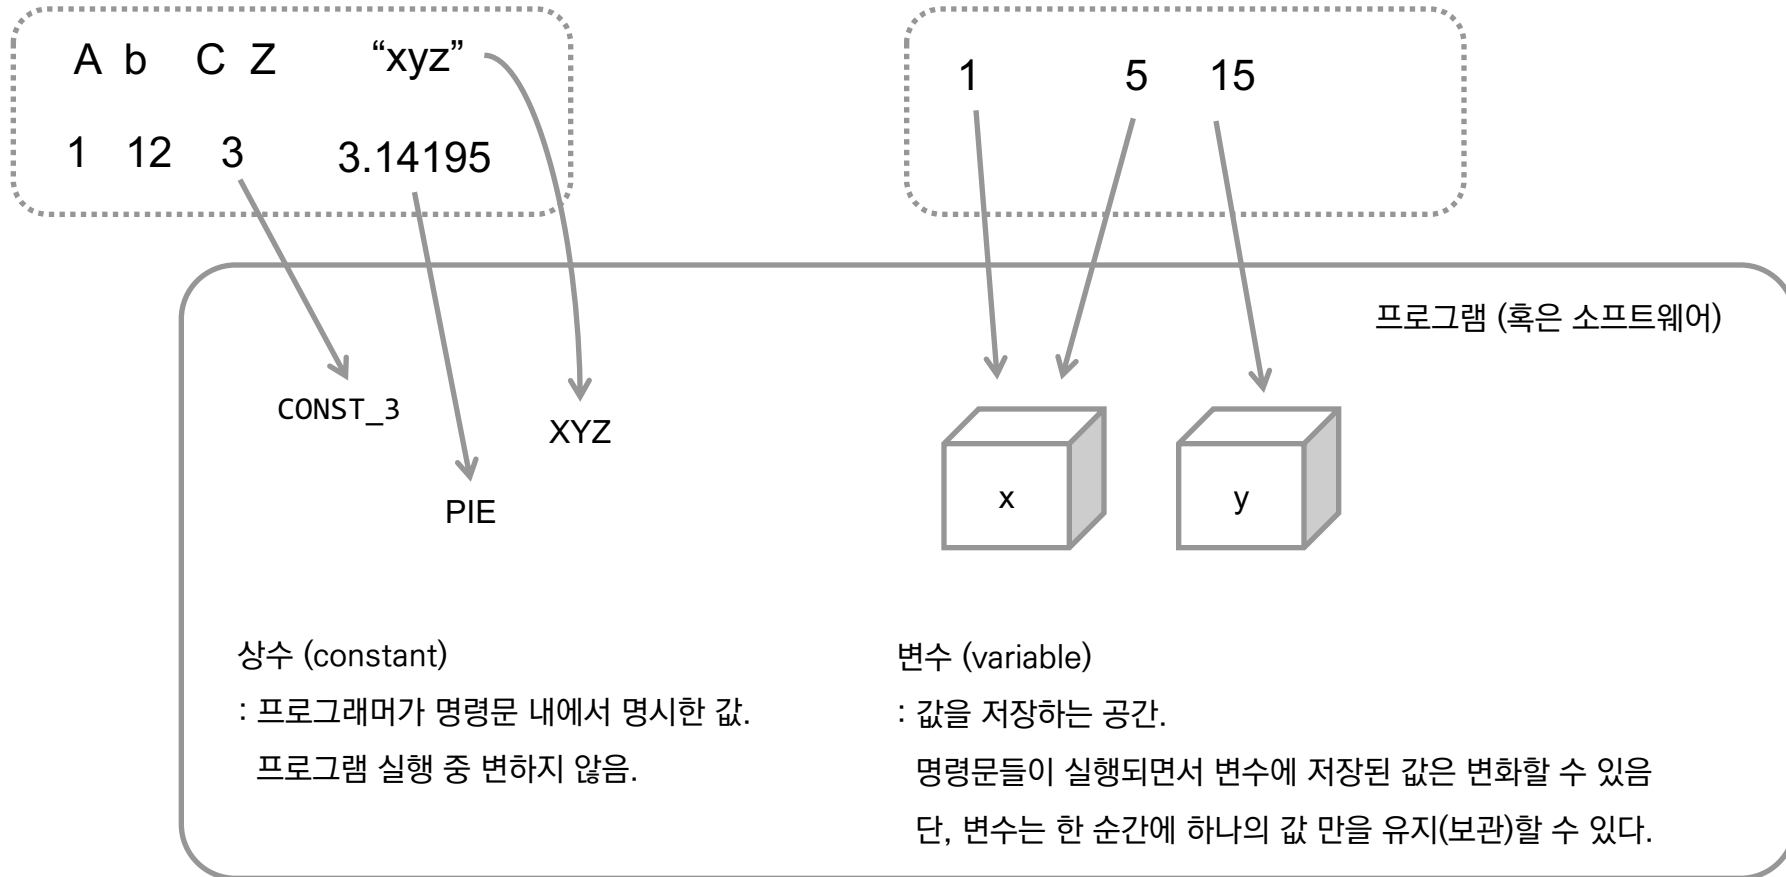 A b C Z “xyz”
1 12 3 3.14195
1 5 15
프로그램 (혹은 소프트웨어)
CONST_3
XYZ
PIE
x
y
상수 (constant)
: 프로그래머가 명령문 내에서 명시한 값.
프로그램 실행 중 변하지 않음.
변수 (variable)
: 값을 저장하는 공간.
명령문들이 실행되면서 변수에 저장된 값은 변화할 수 있음
단, 변수는 한 순간에 하나의 값 만을 유지(보관)할 수 있다.